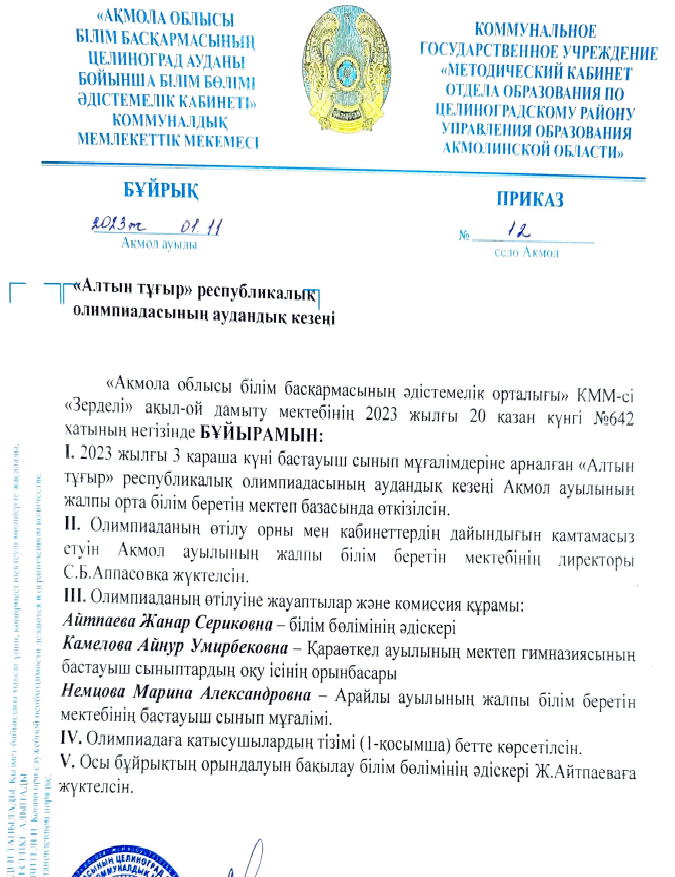 «АҚМОЛА ОБЛЫСЫ
БІЛІМ БАСҚАРМАСЫНЫҢ
ЦЕЛИНОГРАД АУДАНЫ
БОЙЫНША БІЛІМ БӨЛІМІ
ӘДІСТЕМЕЛІК КАБИНЕТІ»
КОММУНАЛДЫҚ
МЕМЛЕКЕТТІК МЕКЕМЕСІ
КОММУНАЛЬНОЕ
ГОСУДАРСТВЕННОЕ УЧРЕЖДЕНИЕ
«МЕТОДИЧЕСКИЙ КАБИНЕТ
ОТДЕЛА ОБРАЗОВАНИЯ ПО
ЦЕЛИНОГРАДСКОМУ РАЙОНУ
УПРАВЛЕНИЯ ОБРАЗОВАНИЯ
АКМОЛИНСКОЙ ОБЛАСТИ»
БҰЙРЫҚ
2023ж 01.11
Ақмол ауылы
ПРИКАЗ
№ 12
село Акмол
«Алтын тұғыр» республикалық
олимпиадасының аудандық кезеңі
«Ақмола облысы білім басқармасының әдістемелік орталығы» КММ-сі
«Зерделі» ақыл-ой дамыту мектебінің 2023 жылғы 20 қазан күнгі №642
хатының негізінде БҰЙЫРАМЫН:
I. 2023 жылғы 3 қараша күні бастауыш сынып мұғалімдеріне арналған «Алтын
тұғыр» республикалық олимпиадасының аудандық кезеңі Ақмол ауылының
жалпы орта білім беретін мектеп базасында өткізілсін.
II. Олимпиаданың өтілу орны мен кабинеттердің дайындығын қамтамасыз
етуін Ақмол ауылының жалпы білім беретін мектебінің директоры
С.Б.Аппасовка жүктелсін.
III. Олимпиаданың өтілуіне жауаптылар және комиссия құрамы:
Айтпаева Жанар Сериковна – білім бөлімінің әдіскері
Камелова Айнур Умирбековна – Қараөткел ауылының мектеп гимназиясының
бастауыш сыныптардың оқу ісінің орынбасары
Немцова Марина Александровна – Арайлы ауылының жалпы білім беретін
мектебінің бастауыш сынып мұғалімі.
IV. Олимпиадаға қатысушылардың тізімі (1-қосымша) бетте көрсетілсін.
V. Осы бұйрықтың орындалуын бақылау білім бөлімінің әдіскері Ж.Айтпаеваға
жүктелсін.